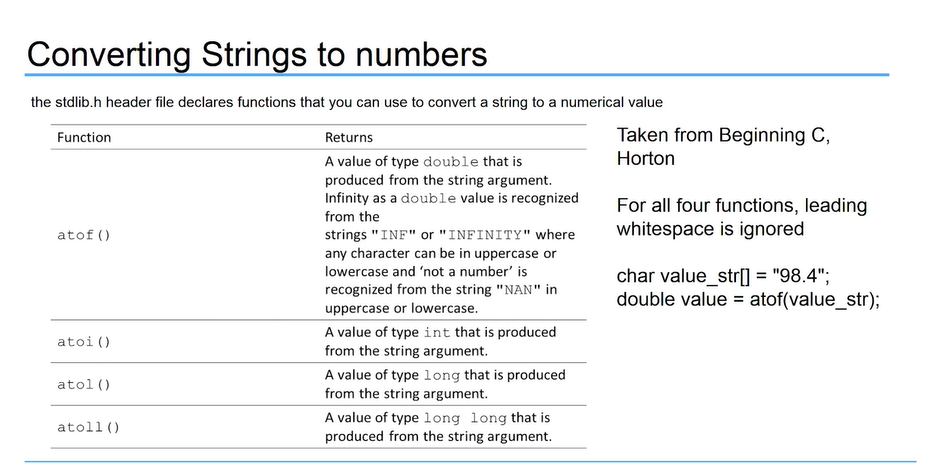 Converting Strings to numbers
the stdlib.h header file declares functions that you can use to convert a string to a numerical value
Function Returns
atof()
A value of type double that is
produced from the string argument.
Infinity as a double value is recognized
from the
strings "INF" or "INFINITY" where
any character can be in uppercase or
lowercase and ‘not a number’ is
recognized from the string "NAN" in
uppercase or lowercase.
atoi()
A value of type int that is produced
from the string argument.
atol()
A value of type long that is produced
from the string argument.
atoll()
A value of type long long that is
produced from the string argument.
Taken from Beginning C,
Horton
For all four functions, leading
whitespace is ignored
char value_str[] = "98.4";
double value = atof(value_str);